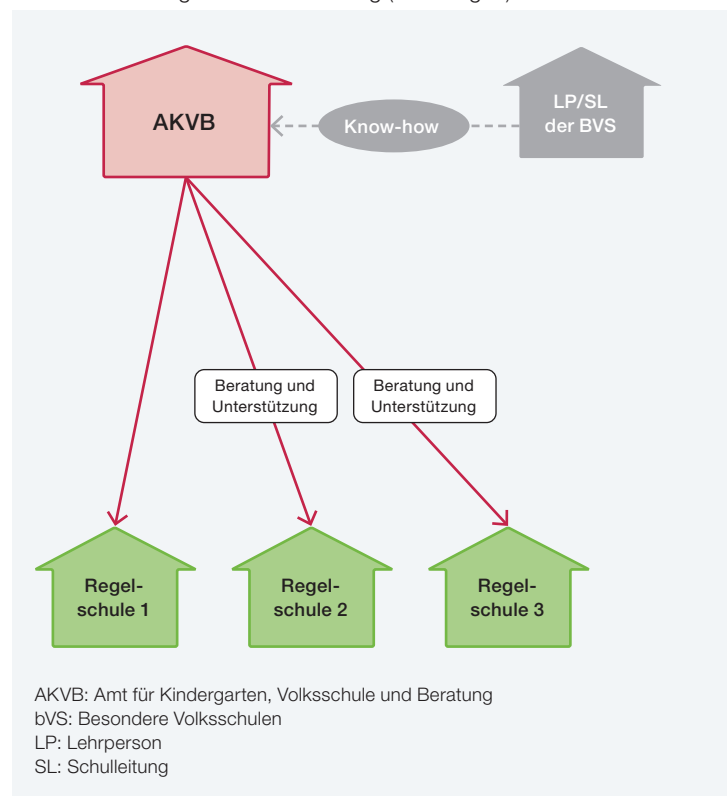 AKVB
Know-how
LP/SL
der BVS
Beratung und
Unterstützung
Beratung und
Unterstützung
Regel-
schule 1
Regel-
schule 2
Regel-
schule 3
AKVB: Amt für Kindergarten, Volksschule und Beratung
bVS: Besondere Volksschulen
LP: Lehrperson
SL: Schulleitung